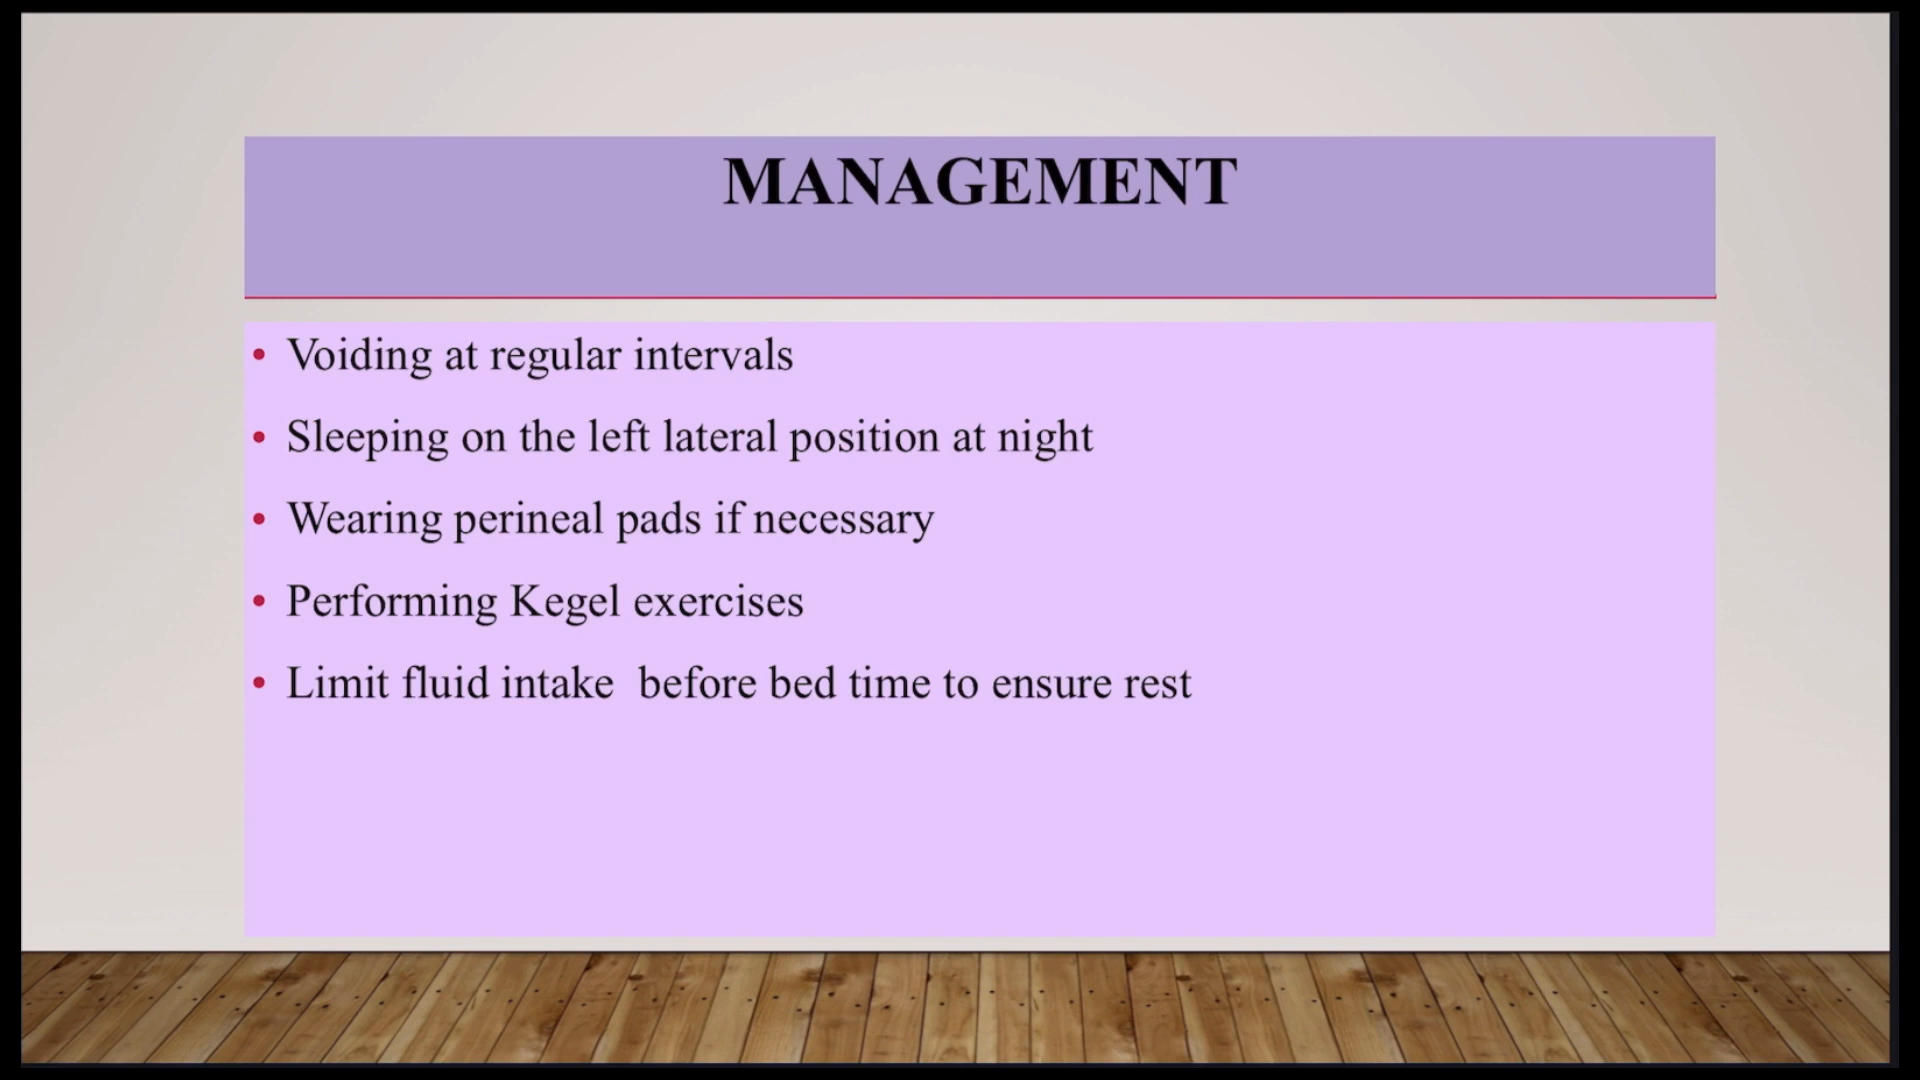 MANAGEMENT
• Voiding at regular intervals
• Sleeping on the left lateral position at night
• Wearing perineal pads if necessary
• Performing Kegel exercises
• Limit fluid intake  before bed time to ensure rest